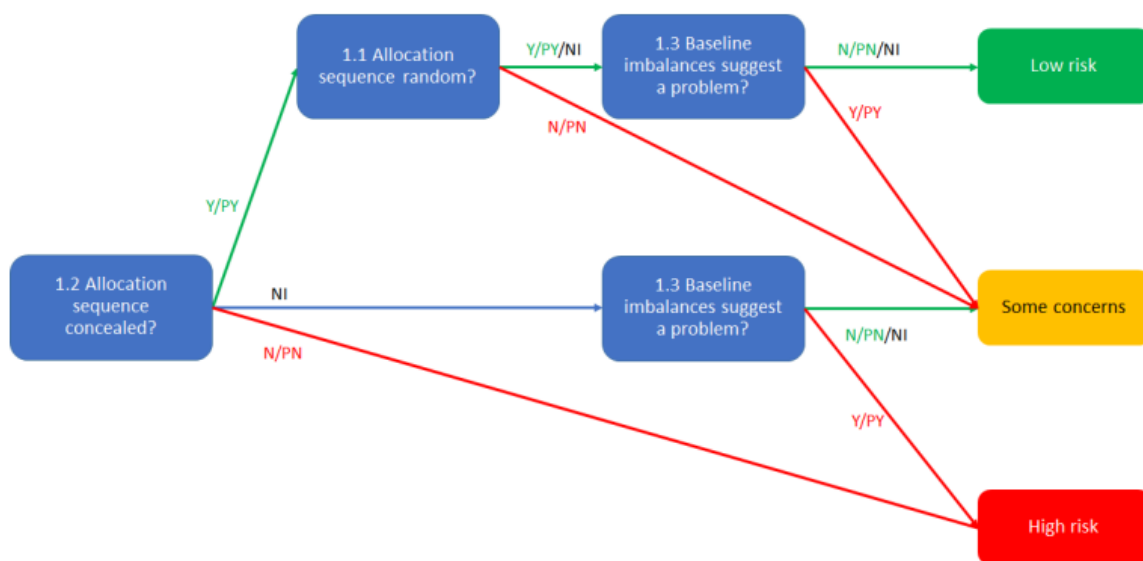 1.1 Allocation
sequence random?
Y/PY/NI
1.3 Baseline
imbalances suggest
a problem?
N/PN/NI
Low risk
N/PN
Y/PY
Y/PY
1.2 Allocation
sequence
concealed?
NI
1.3 Baseline
imbalances suggest
a problem?
Some concerns
N/PN/NI
N/PN
Y/PY
High risk